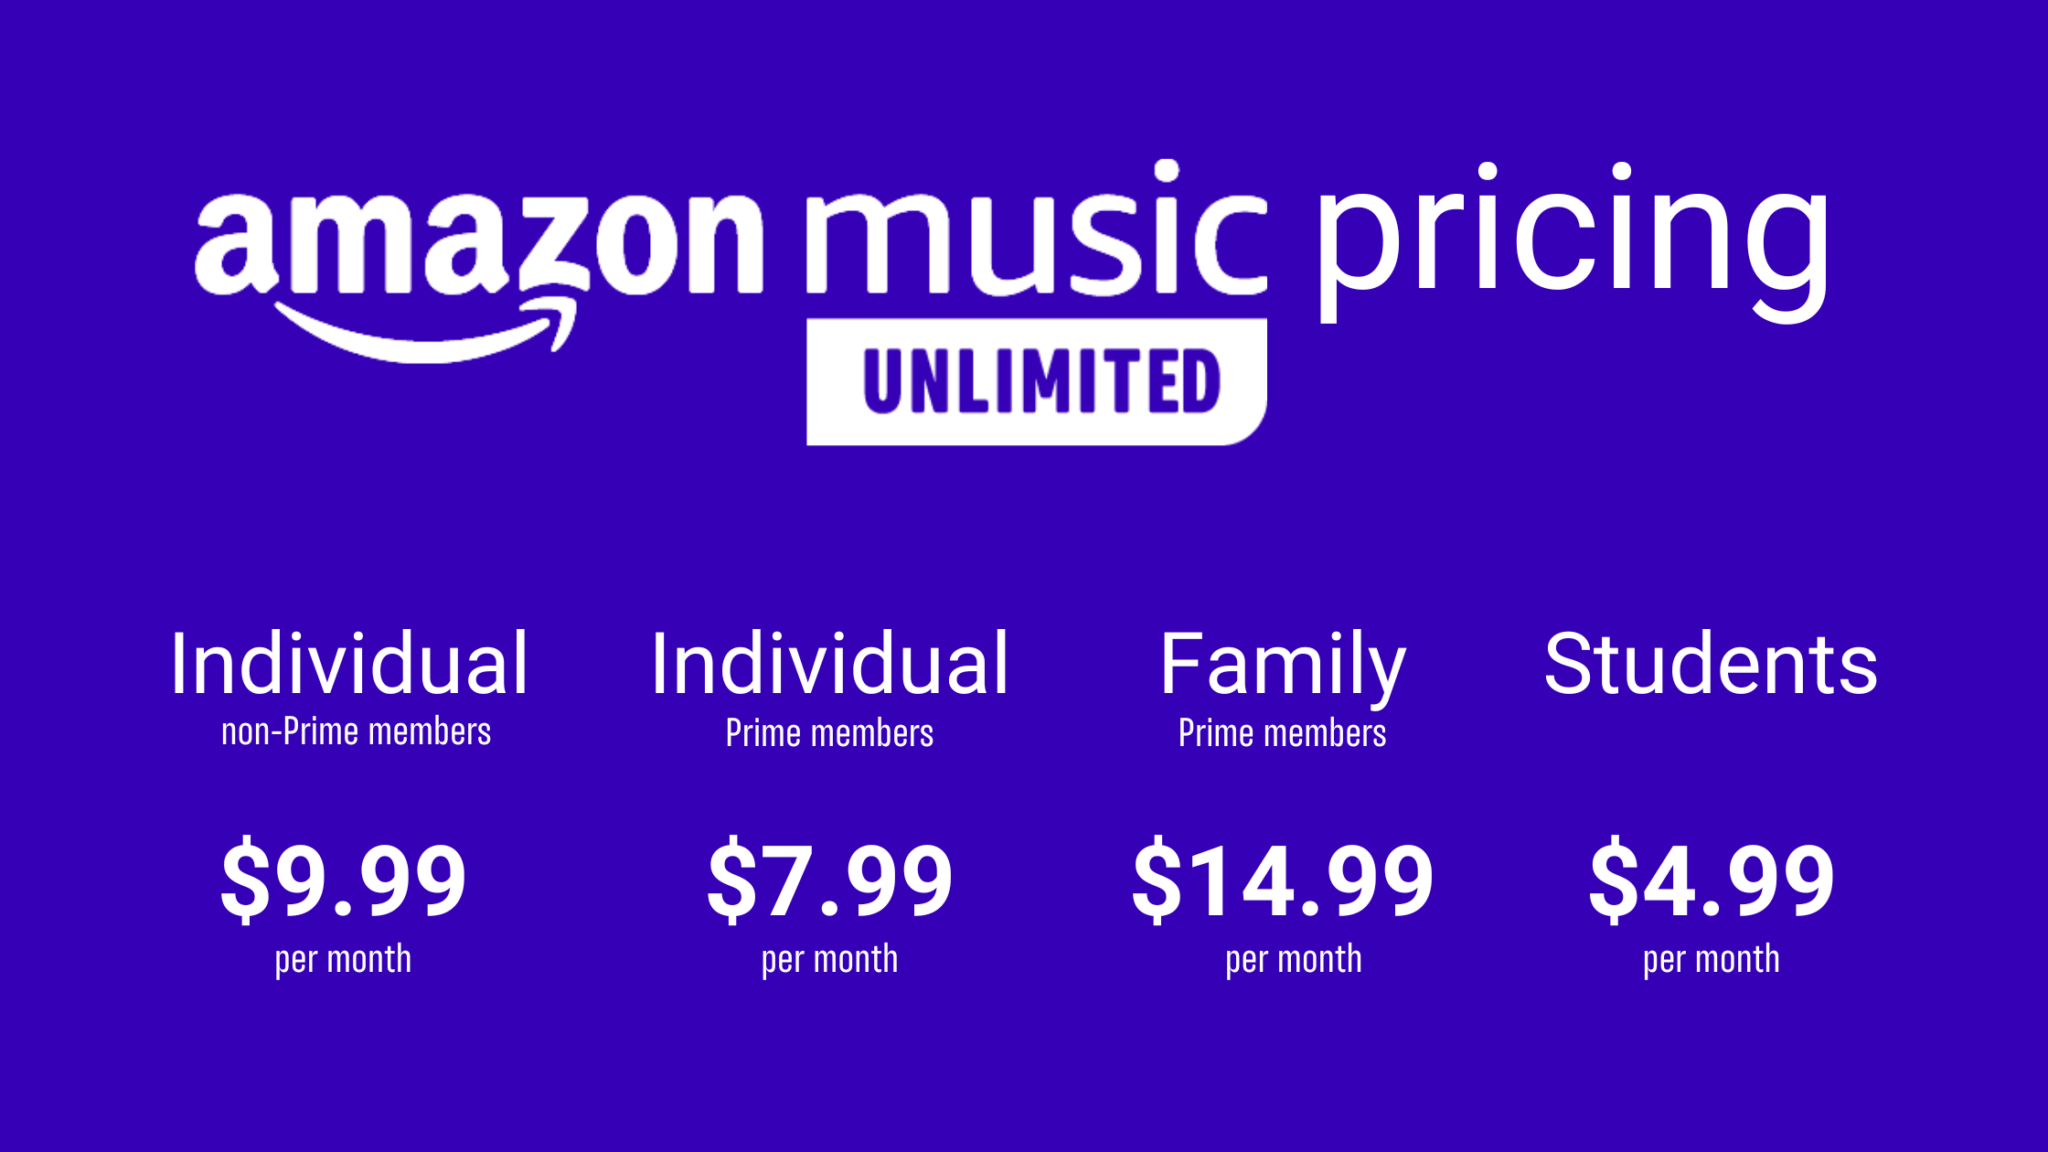 amazon music pricing
UNLIMITED
Individual Individual Family Students
non-Prime members Prime members Prime members
$9.99 $7.99 $14.99 $4.99
per month per month per month per month